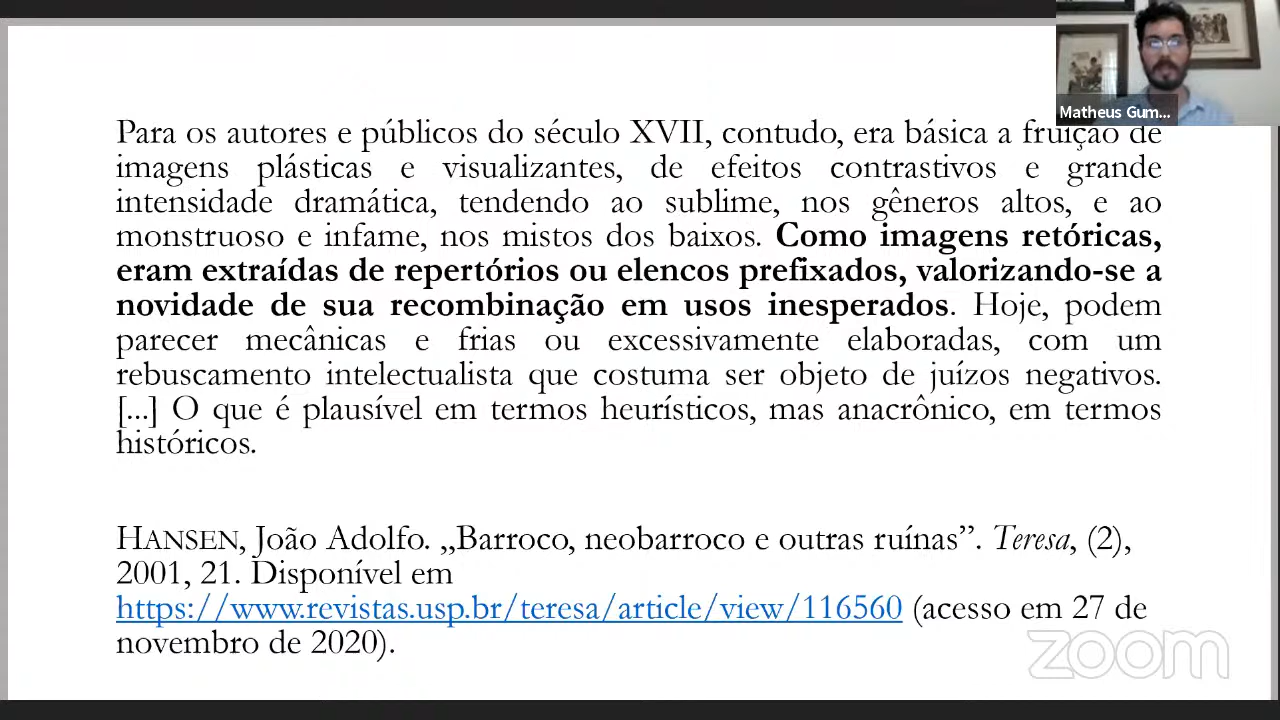 Matheus Gum...
Para os autores e públicos do século XVII, contudo, era básica a fruição de
imagens plásticas e visualizantes, de efeitos contrastivos e grande
intensidade dramática, tendendo ao sublime, nos gêneros altos, e ao
monstruoso e infame, nos mistos dos baixos. Como imagens retóricas,
eram extraídas de repertórios ou elencos prefixados, valorizando-se a
novidade de sua recombinação em usos inesperados. Hoje, podem
parecer mecânicas e frias ou excessivamente elaboradas, com um
rebuscamento intelectualista que costuma ser objeto de juízos negativos.
[...] O que é plausível em termos heurísticos, mas anacrônico, em termos
históricos.
HANSEN, João Adolfo. „Barroco, neobarroco e outras ruínas”. Teresa, (2),
2001, 21. Disponível em
https://www.revistas.usp.br/teresa/article/view/116560 (acesso em 27 de
novembro de 2020).
zoom